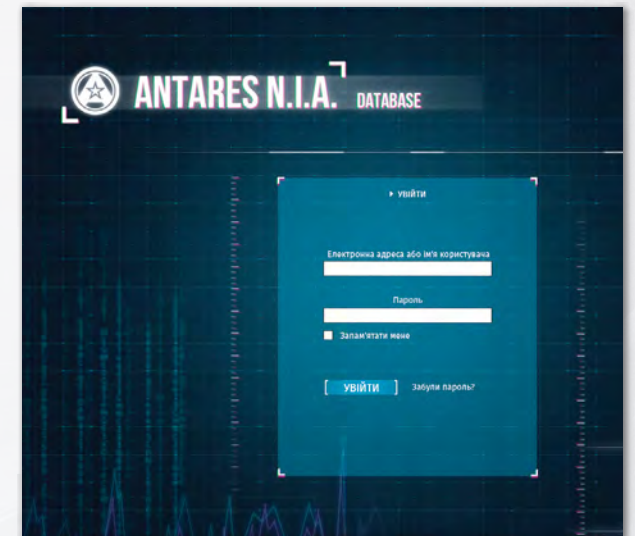 ANTARES N.I.A. DATABASE
УВІЙТИ
Електронна адреса або ім'я користувача
Пароль
Запам'ятати мене
[ УВІЙТИ ] Забули пароль?